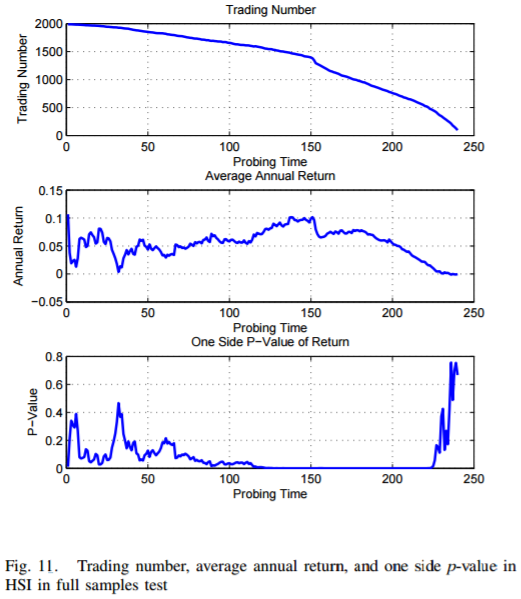 Trading Number
2000
1500
1000
500
0
Trading Number
0 50 100 150 200 250
Probing Time
Average Annual Return
0.15
0.1
0.05
0
−0.05
Annual Return
0 50 100 150 200 250
Probing Time
One Side P−Value of Return
0.8
0.6
0.4
0.2
0
P−Value
0 50 100 150 200 250
Probing Time
Fig. 11. Trading number, average annual return, and one side p-value in
HSI in full samples test